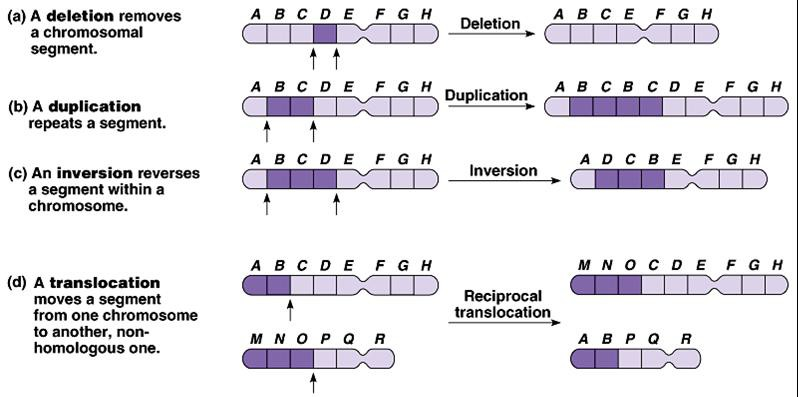 (a) A deletion removes
a chromosomal
segment.
A B C D E F G H
Deletion
A B C E F G H
(b) A duplication
repeats a segment.
A B C D E F G H
Duplication
A B C B C D E F G H
(c) An inversion reverses
a segment within a
chromosome.
A B C D E F G H
Inversion
A D C B E F G H
(d) A translocation
moves a segment
from one chromosome
to another, non-
homologous one.
A B C D E F G H
Reciprocal
translocation
M N O C D E F G H
M N O P Q R
A B P Q R